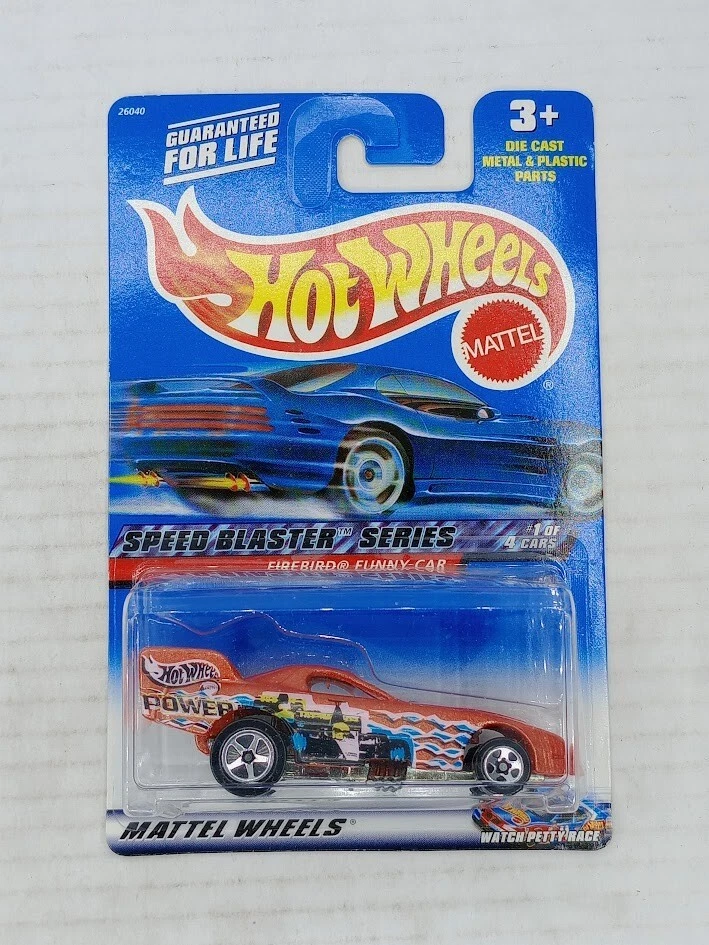 26040
GUARANTEED
FOR LIFE
3+
DIE CAST
METAL & PLASTIC
PARTS
HOT WHEELS
MATTEL
®
SPEED BLASTER™ SERIES
#1 OF
4 CARS
FIREBIRD® FUNNY CAR
HOT WHEELS
POWER
MATTEL WHEELS®
WATCH PETTY RACE